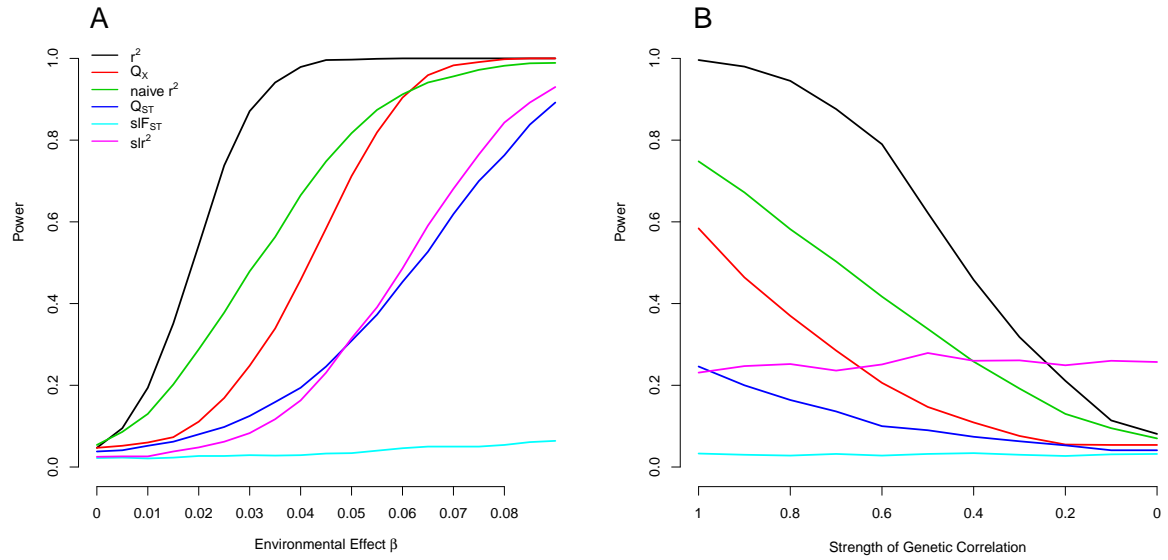 A
r²
Q_X
naive r²
Q_ST
slF_ST
slr²
Power
0.0
0.2
0.4
0.6
0.8
1.0
0 0.01 0.02 0.03 0.04 0.05 0.06 0.07 0.08
Environmental Effect β
B
Power
0.0
0.2
0.4
0.6
0.8
1.0
1 0.8 0.6 0.4 0.2 0
Strength of Genetic Correlation